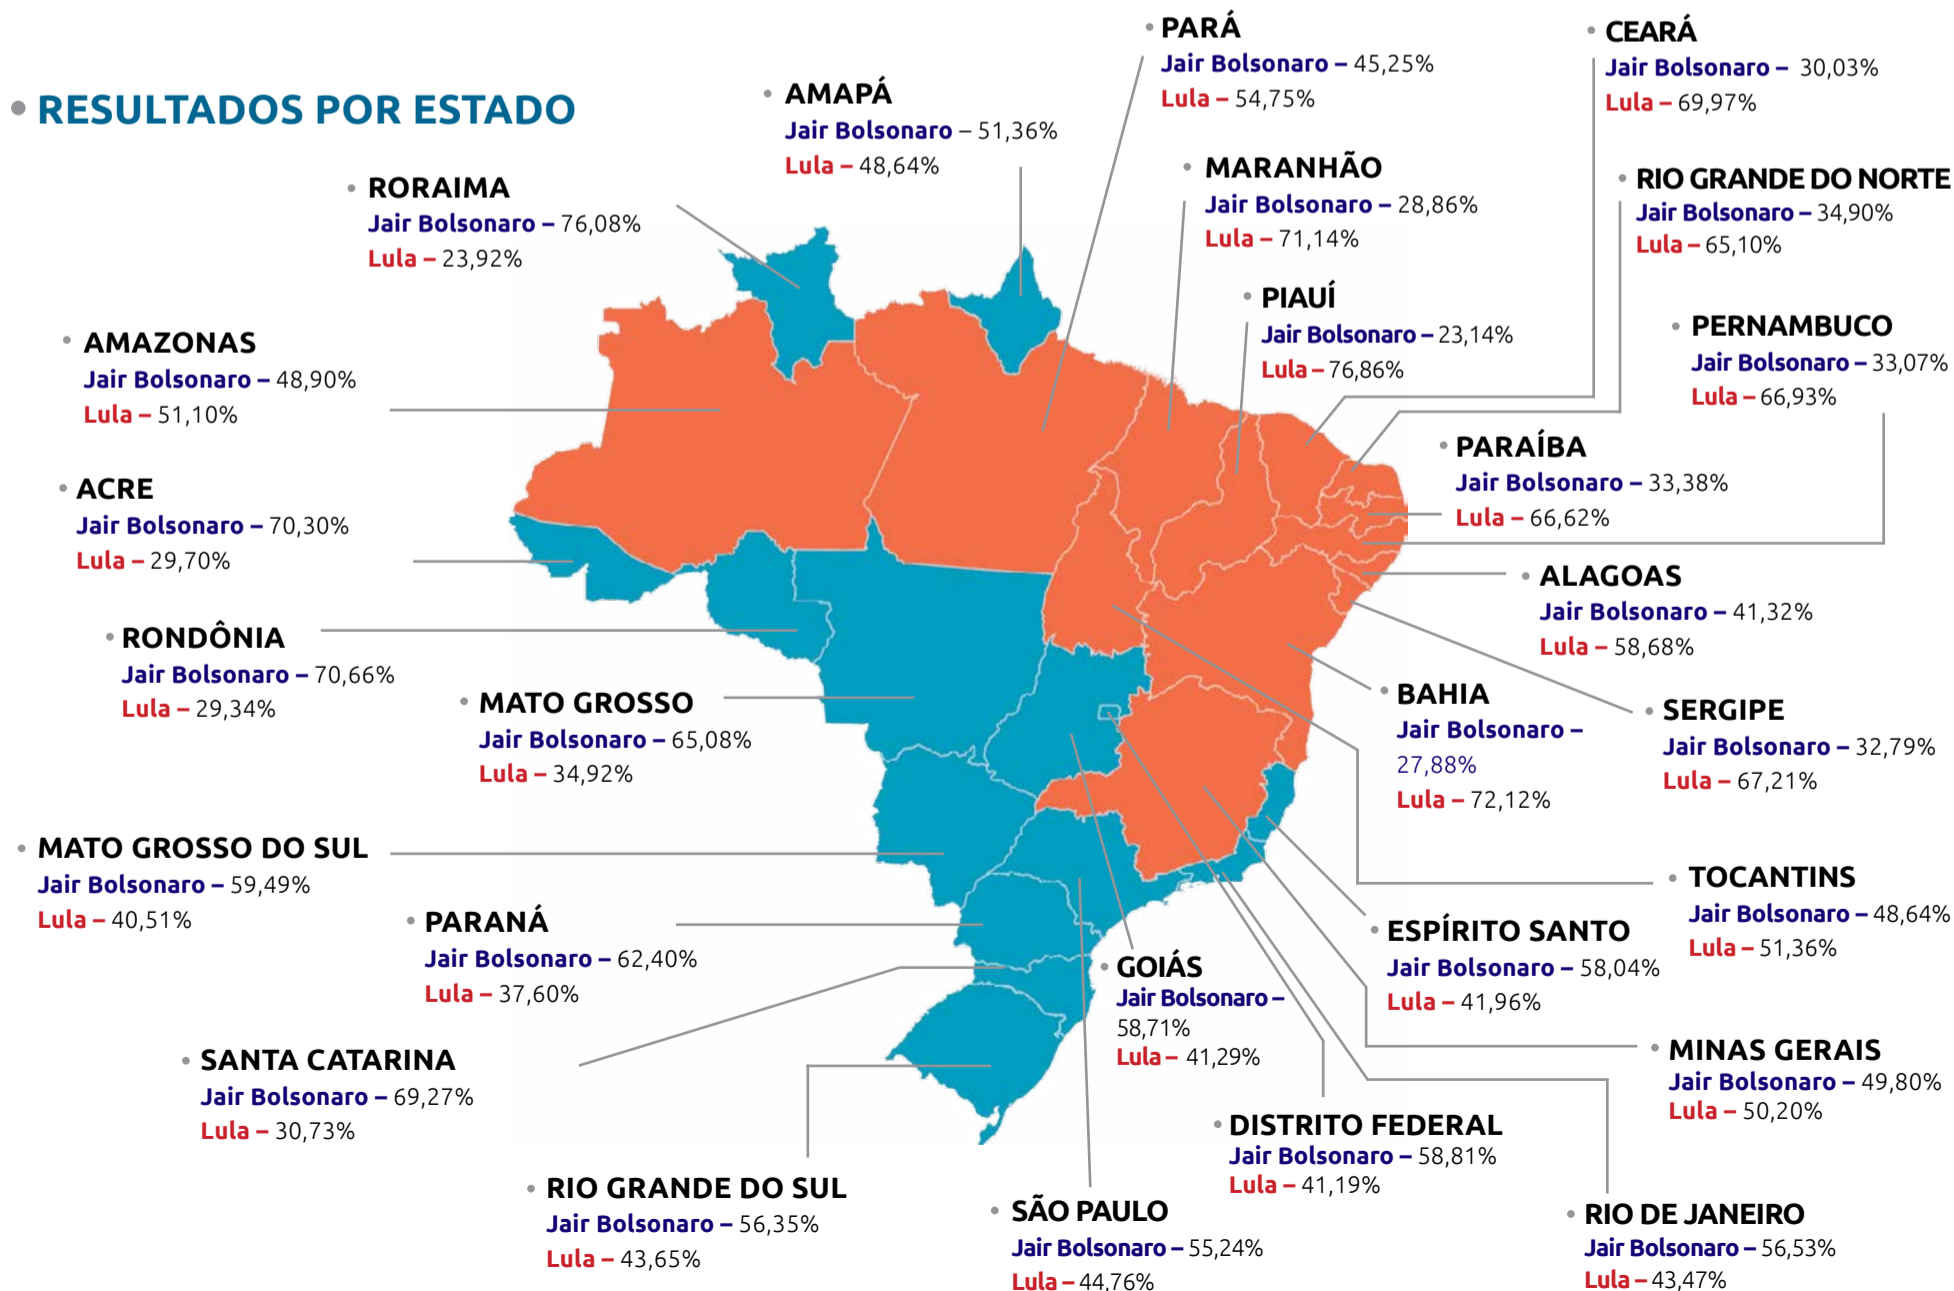 RESULTADOS POR ESTADO
PARÁ
Jair Bolsonaro – 45,25%
Lula – 54,75%
CEARÁ
Jair Bolsonaro – 30,03%
Lula – 69,97%
AMAPÁ
Jair Bolsonaro – 51,36%
Lula – 48,64%
MARANHÃO
Jair Bolsonaro – 28,86%
Lula – 71,14%
RIO GRANDE DO NORTE
Jair Bolsonaro – 34,90%
Lula – 65,10%
RORAIMA
Jair Bolsonaro – 76,08%
Lula – 23,92%
PIAUÍ
Jair Bolsonaro – 23,14%
Lula – 76,86%
PERNAMBUCO
Jair Bolsonaro – 33,07%
Lula – 66,93%
AMAZONAS
Jair Bolsonaro – 48,90%
Lula – 51,10%
PARAÍBA
Jair Bolsonaro – 33,38%
Lula – 66,62%
ACRE
Jair Bolsonaro – 70,30%
Lula – 29,70%
ALAGOAS
Jair Bolsonaro – 41,32%
Lula – 58,68%
RONDÔNIA
Jair Bolsonaro – 70,66%
Lula – 29,34%
MATO GROSSO
Jair Bolsonaro – 65,08%
Lula – 34,92%
BAHIA
Jair Bolsonaro –
27,88%
Lula – 72,12%
SERGIPE
Jair Bolsonaro – 32,79%
Lula – 67,21%
MATO GROSSO DO SUL
Jair Bolsonaro – 59,49%
Lula – 40,51%
TOCANTINS
Jair Bolsonaro – 48,64%
Lula – 51,36%
PARANÁ
Jair Bolsonaro – 62,40%
Lula – 37,60%
ESPÍRITO SANTO
Jair Bolsonaro – 58,04%
Lula – 41,96%
GOIÁS
Jair Bolsonaro –
58,71%
Lula – 41,29%
SANTA CATARINA
Jair Bolsonaro – 69,27%
Lula – 30,73%
MINAS GERAIS
Jair Bolsonaro – 49,80%
Lula – 50,20%
DISTRITO FEDERAL
Jair Bolsonaro – 58,81%
Lula – 41,19%
RIO GRANDE DO SUL
Jair Bolsonaro – 56,35%
Lula – 43,65%
SÃO PAULO
Jair Bolsonaro – 55,24%
Lula – 44,76%
RIO DE JANEIRO
Jair Bolsonaro – 56,53%
Lula – 43,47%